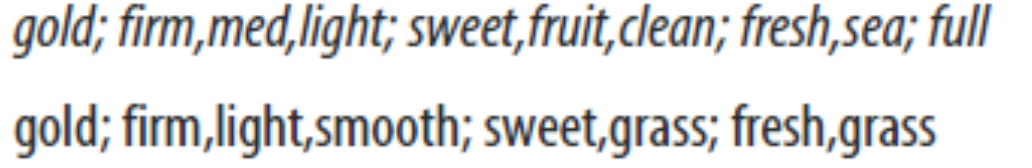 gold; firm,med,light; sweet,fruit,clean; fresh,sea; full
gold; firm,light,smooth; sweet,grass; fresh,grass